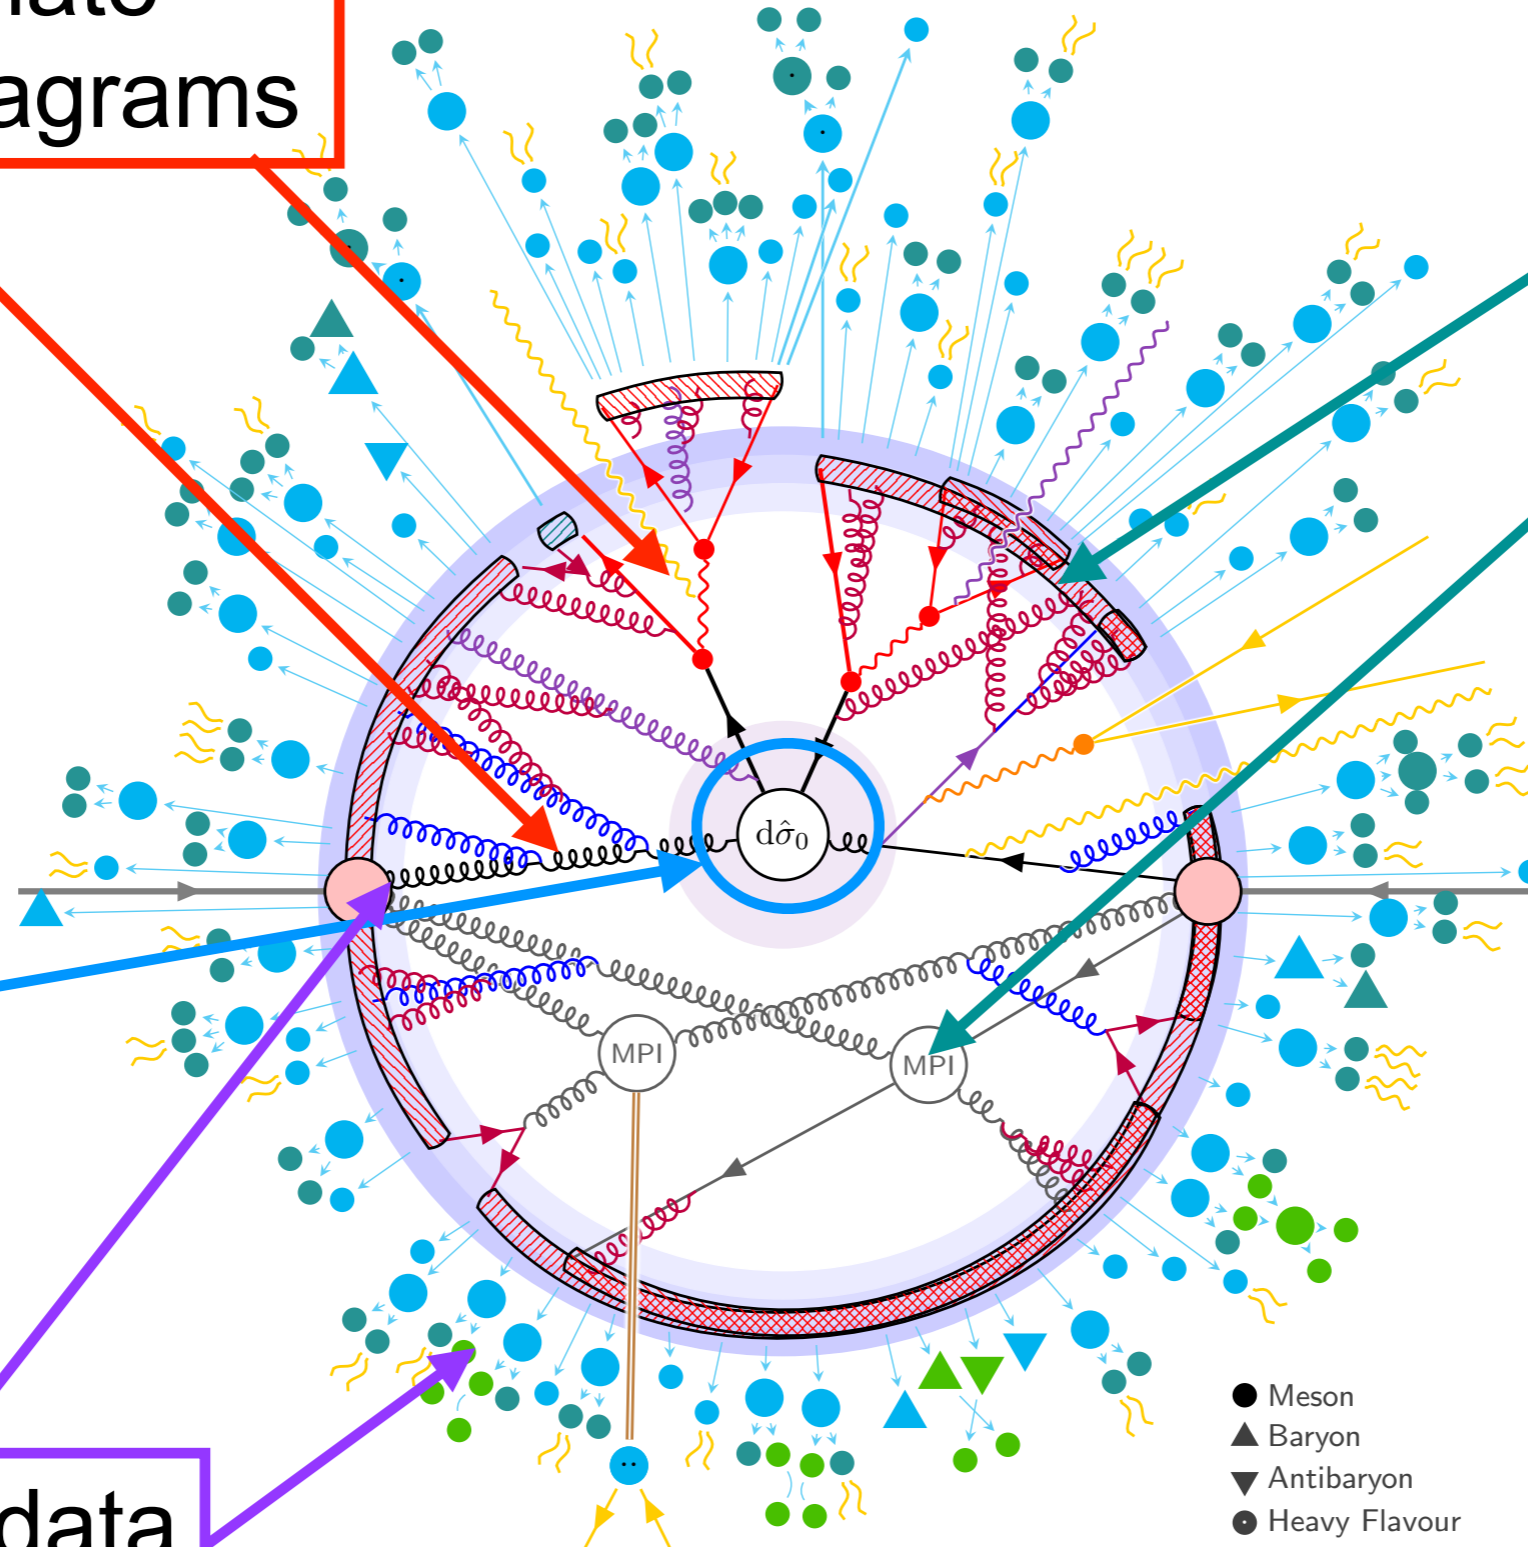 agrams
dσ̂₀
MPI
MPI
Meson
Baryon
Antibaryon
Heavy Flavour
data